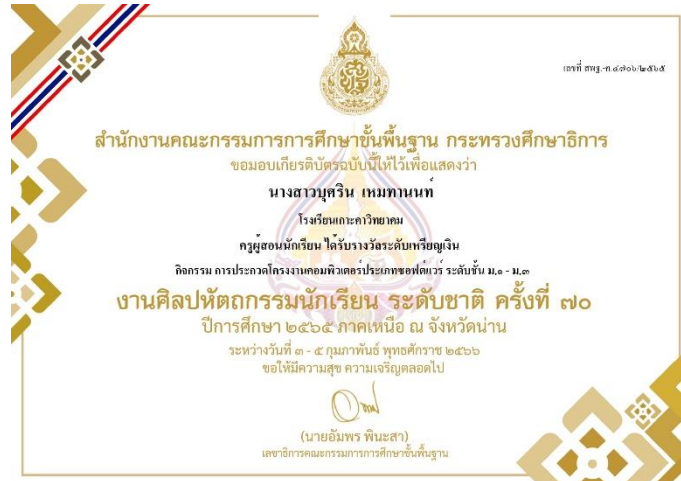 เลขที่ สพฐ.-ค.๔๗๐๖/๒๕๖๕
สำนักงานคณะกรรมการการศึกษาขั้นพื้นฐาน กระทรวงศึกษาธิการ
ขอมอบเกียรติบัตรฉบับนี้ให้ไว้เพื่อแสดงว่า
นางสาวบุศริน เหมทานนท์
โรงเรียนเกาะคาวิทยาคม
ครูผู้สอนนักเรียน ได้รับรางวัลระดับเหรียญเงิน
กิจกรรม การประกวดโครงงานคอมพิวเตอร์ประเภทซอฟต์แวร์ ระดับชั้น ม.๑ - ม.๓
งานศิลปหัตถกรรมนักเรียน ระดับชาติ ครั้งที่ ๗๐
ปีการศึกษา ๒๕๖๕ ภาคเหนือ ณ จังหวัดน่าน
ระหว่างวันที่ ๓ - ๕ กุมภาพันธ์ พุทธศักราช ๒๕๖๖
ขอให้มีความสุข ความเจริญตลอดไป
(นายอัมพร พินะสา)
เลขาธิการคณะกรรมการการศึกษาขั้นพื้นฐาน